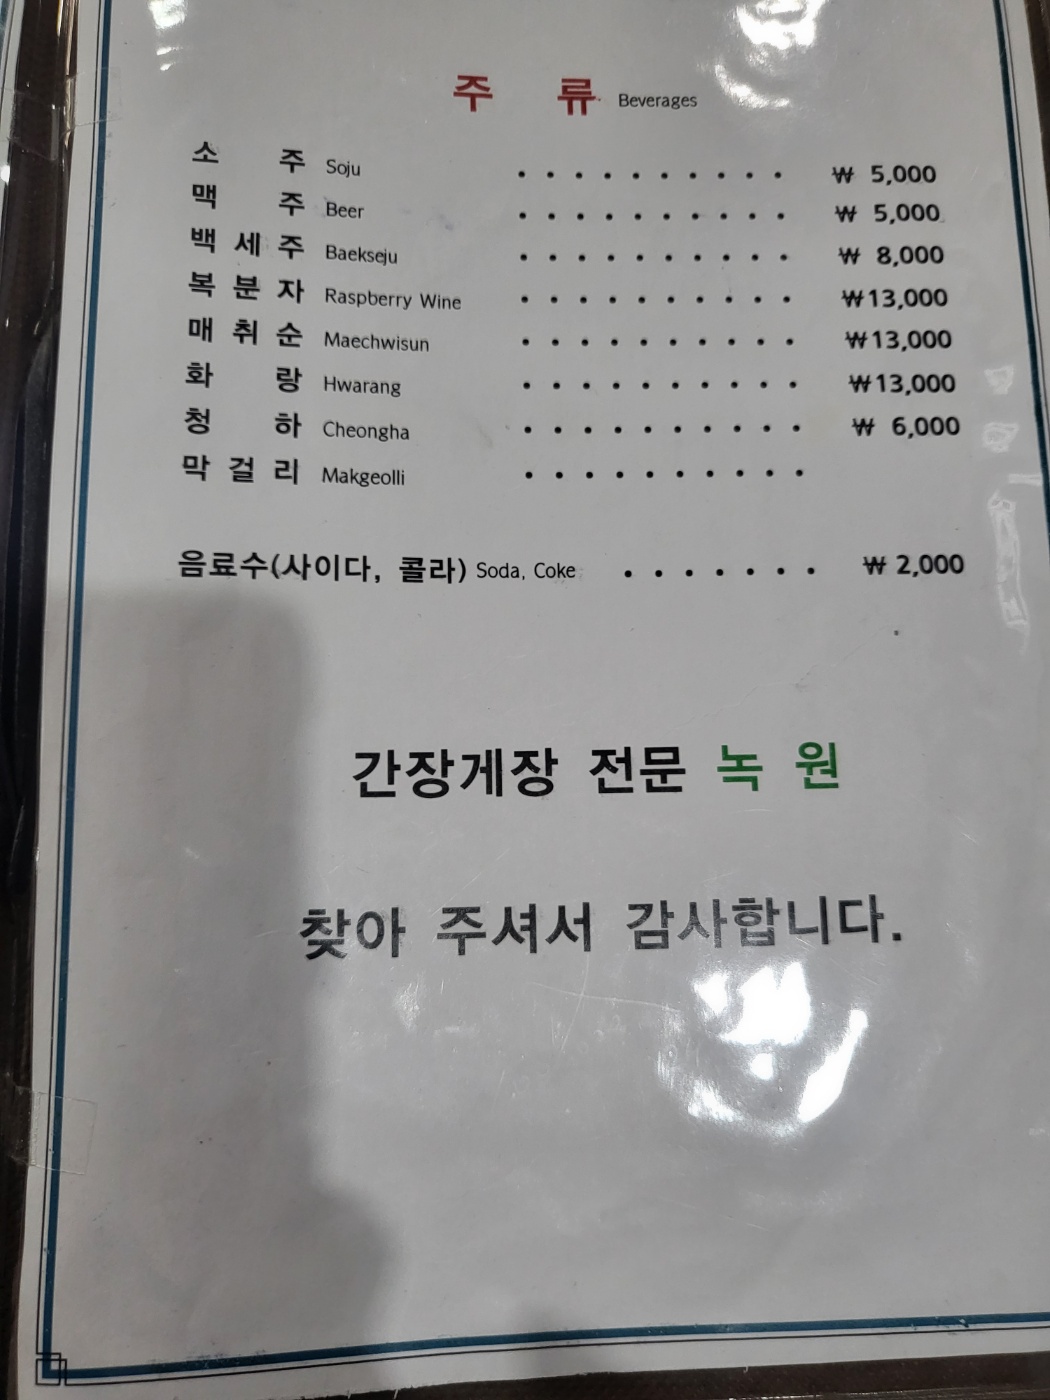 주 류 Beverages
소 주 Soju . . . . . . . . . . ₩ 5,000
맥 주 Beer . . . . . . . . . . ₩ 5,000
백 세 주 Baekseju . . . . . . . . . . ₩ 8,000
복 분 자 Raspberry Wine . . . . . . . . . . ₩13,000
매 취 순 Maechwisun . . . . . . . . . . ₩13,000
화 랑 Hwarang . . . . . . . . . . ₩13,000
청 하 Cheongha . . . . . . . . . . ₩ 6,000
막 걸 리 Makgeolli . . . . . . . . . .
음료수(사이다, 콜라) Soda, Coke . . . . . . . ₩ 2,000
간장게장 전문 녹 원
찾아 주셔서 감사합니다.